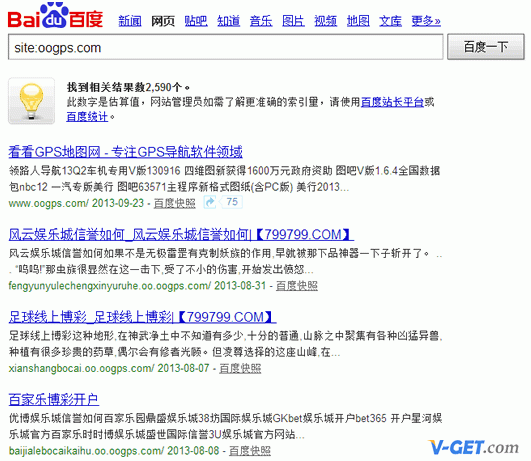 Bai du 百度
新闻 网页 贴吧 知道 音乐 图片 视频 地图 文库 更多»
site:oogps.com 百度一下
找到相关结果数2,590个。
此数字是估算值，网站管理员如需了解更准确的索引量，请使用百度站长平台或
百度统计。
看看GPS地图网 - 专注GPS导航软件领域
领路人导航13Q2车机专用V版130916 四维图新获得1600万元政府资助 图吧V版1.6.4全国数据
包nbc12 一汽专版美行 图吧63571主程序新格式图纸(含PC版) 美行2013...
www.oogps.com/ 2013-09-23 - 百度快照 75
风云娱乐城信誉如何_风云娱乐城信誉如何|【799799.COM】
风云娱乐城信誉如何如果不是无极雷罡有克制妖族的作用,早就被那下品神器一下子斩开了。 ..
. “呜呜!”那虫族很显然在这一击下,受了不小的伤害,开始发出愤怒...
fengyunyulechengxinyuruhe.oo.oogps.com/ 2013-08-31 - 百度快照
足球线上博彩_足球线上博彩|【799799.COM】
足球线上博彩这种地形,在神武净土中不知道有多少,十分的普通,山脉之中聚集有各种凶猛异兽,
种植有很多珍贵的药草,偶尔会有修者光顾。但凌尊选择的这座山峰,在...
xianshangbocai.oo.oogps.com/ 2013-08-07 - 百度快照
百家乐博彩开户
优博娱乐城信誉如何百家乐园鼎盛娱乐城38坊国际娱乐城GKbet娱乐城开户bet365 开户星河娱
乐城官方百家乐时时博娱乐城盛世国际信誉3U娱乐城官方网站...
baijialebocaikaihu.oo.oogps.com/ 2013-08-08 - 百度快照
V-GET.com